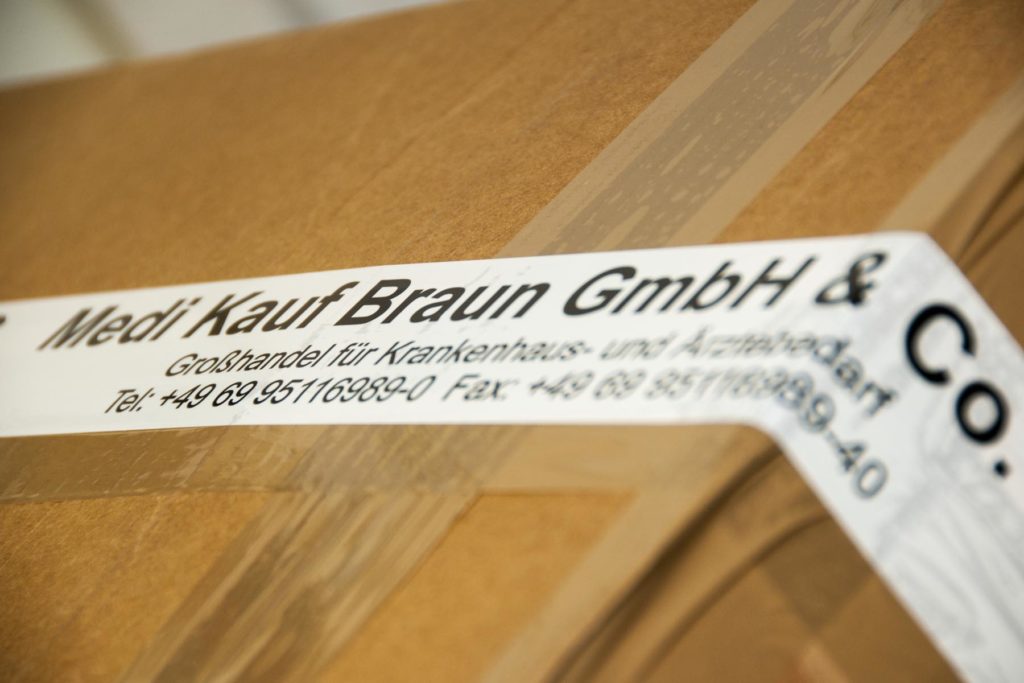 Medi Kauf Braun GmbH & Co.
Großhandel für Krankenhaus- und Ärztebedarf
Tel: +49 69 95116989-0 Fax: +49 69 95116989-40